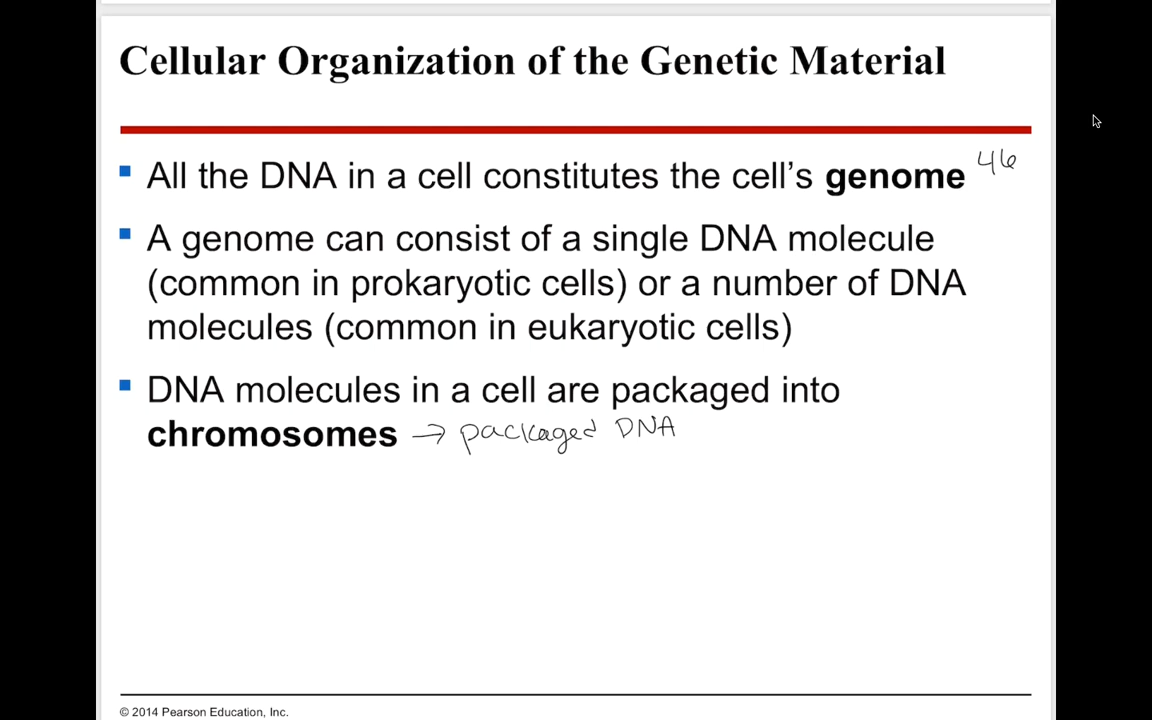 Cellular Organization of the Genetic Material
All the DNA in a cell constitutes the cell’s genome 46
A genome can consist of a single DNA molecule
(common in prokaryotic cells) or a number of DNA
molecules (common in eukaryotic cells)
DNA molecules in a cell are packaged into
chromosomes → packaged DNA
© 2014 Pearson Education, Inc.